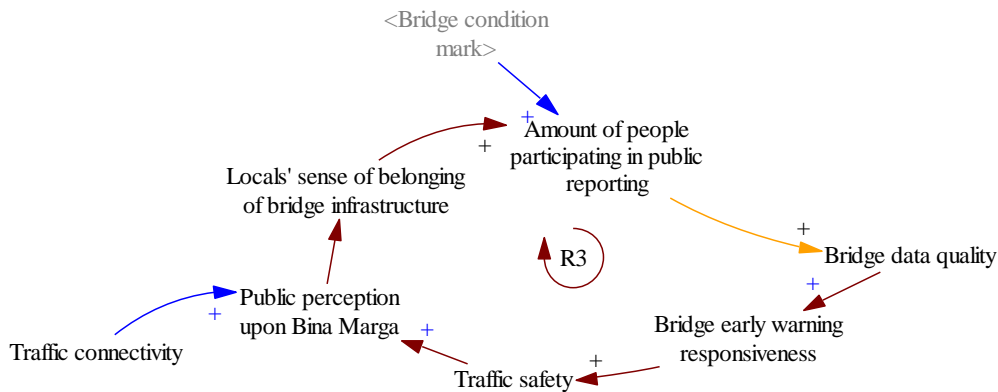 <Bridge condition
mark>
+
Amount of people
participating in public
reporting
+
Locals' sense of belonging
of bridge infrastructure
+
Bridge data quality
R3
+
Public perception
upon Bina Marga
+
Bridge early warning
responsiveness
+
Traffic connectivity
+
Traffic safety